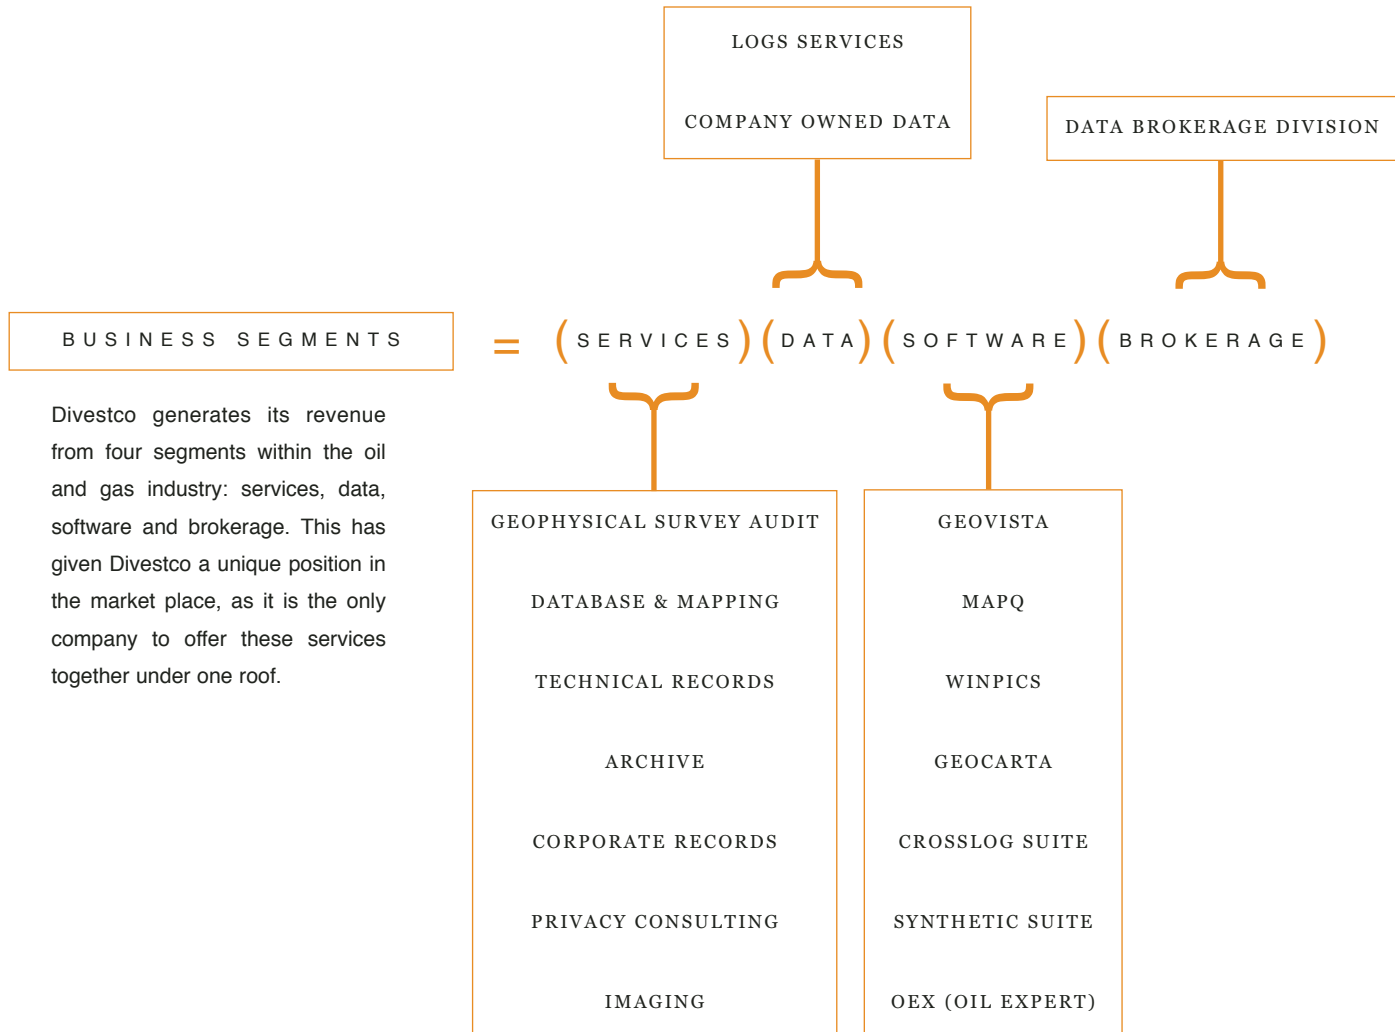 LOGS SERVICES
COMPANY OWNED DATA
DATA BROKERAGE DIVISION
BUSINESS SEGMENTS = (SERVICES)(DATA)(SOFTWARE)(BROKERAGE)
Divestco generates its revenue
from four segments within the oil
and gas industry: services, data,
software and brokerage. This has
given Divestco a unique position in
the market place, as it is the only
company to offer these services
together under one roof.
GEOPHYSICAL SURVEY AUDIT
DATABASE & MAPPING
TECHNICAL RECORDS
ARCHIVE
CORPORATE RECORDS
PRIVACY CONSULTING
IMAGING
GEOVISTA
MAPQ
WINPICS
GEOCARTA
CROSSLOG SUITE
SYNTHETIC SUITE
OEX (OIL EXPERT)